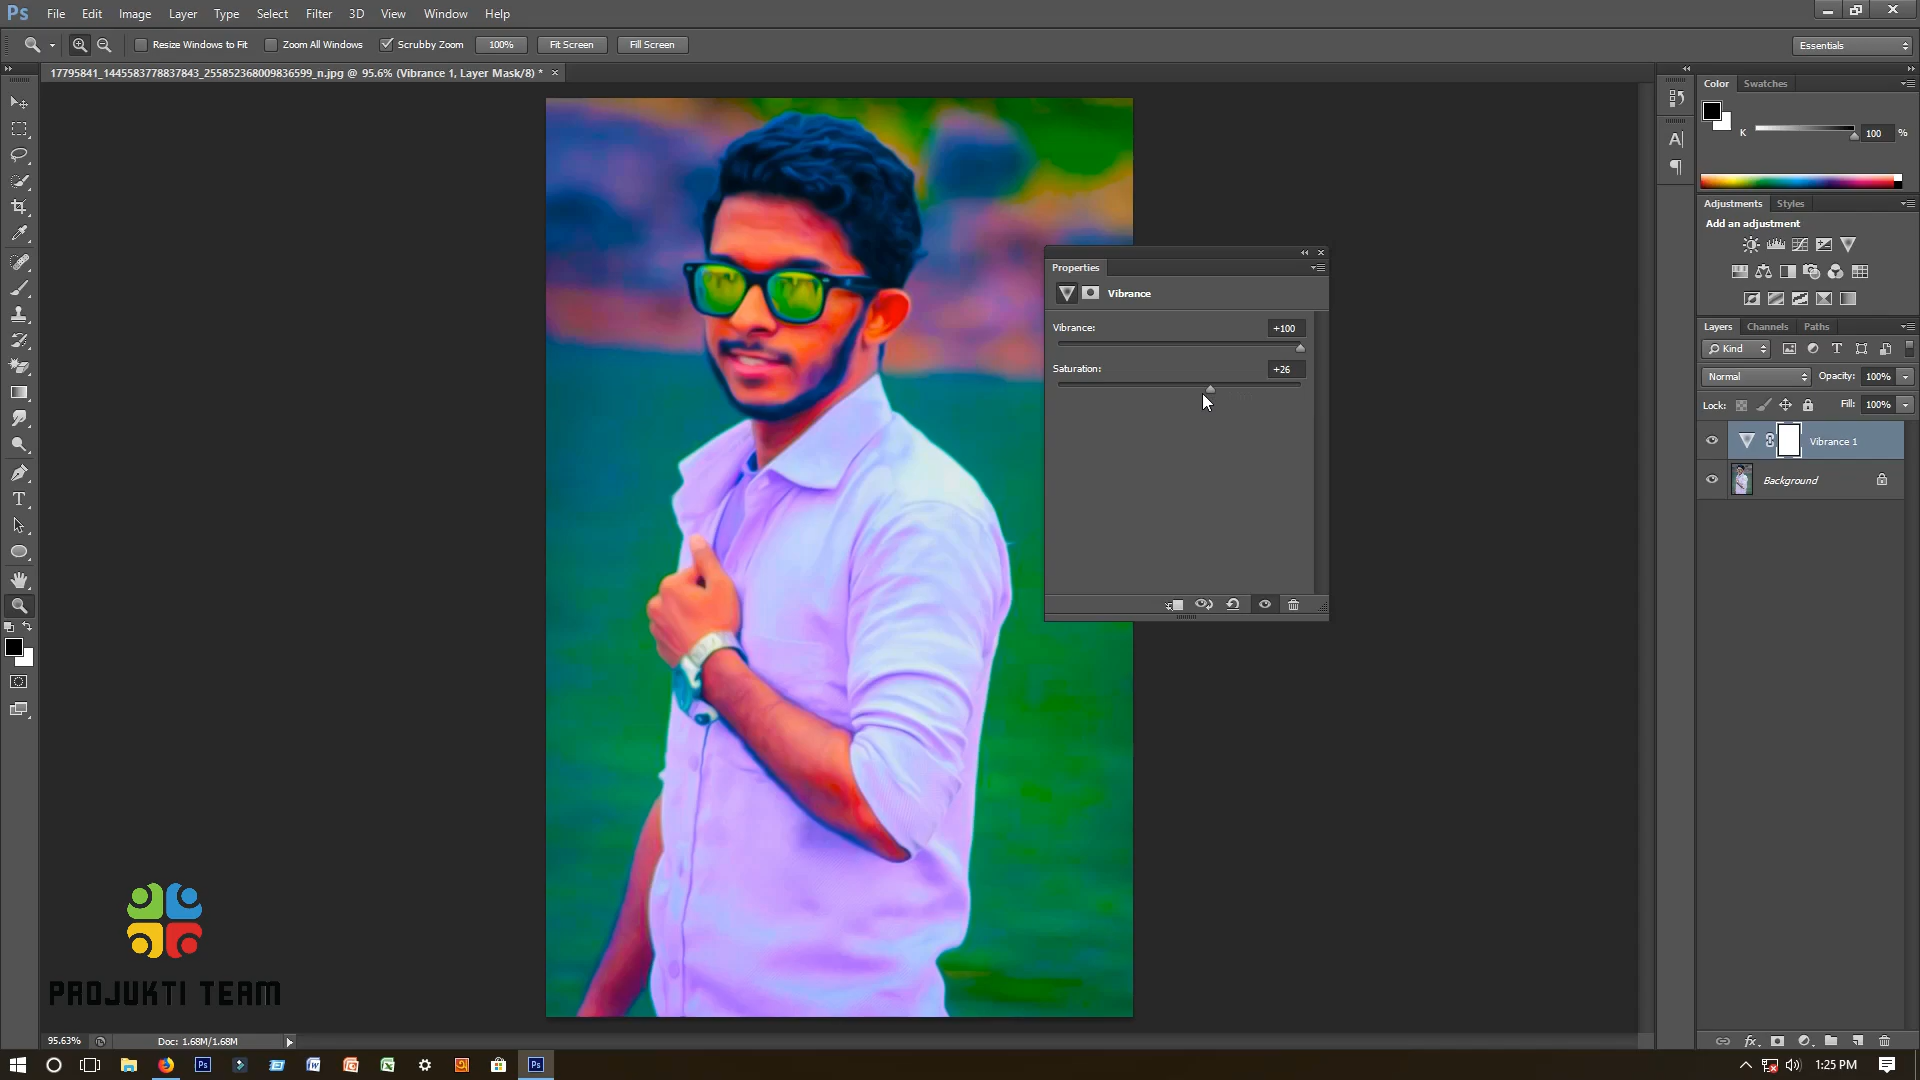 Ps File Edit Image Layer Type Select Filter 3D View Window Help
Resize Windows to Fit Zoom All Windows Scrubby Zoom 100% Fit Screen Fill Screen Essentials
17795841_1445583778837843_255852368009836599_n.jpg @ 95.6% (Vibrance 1, Layer Mask/8) *
Color Swatches
K 100 %
Adjustments Styles
Add an adjustment
Properties
Vibrance
Vibrance: +100
Saturation: +26
Layers Channels Paths
Kind
Normal Opacity: 100%
Lock: Fill: 100%
Vibrance 1
Background
PROJUKTI TEAM
95.63% Doc: 1.68M/1.68M
1:25 PM